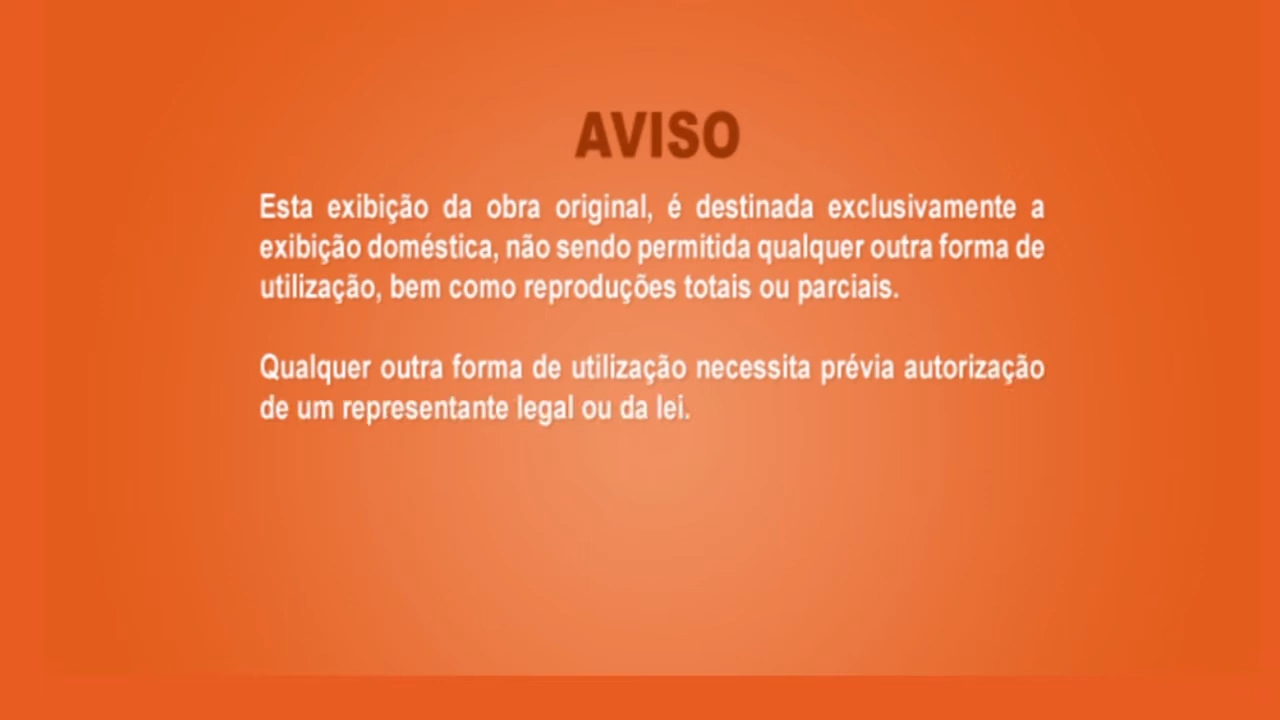 AVISO
Esta exibição da obra original, é destinada exclusivamente a
exibição doméstica, não sendo permitida qualquer outra forma de
utilização, bem como reproduções totais ou parciais.
Qualquer outra forma de utilização necessita prévia autorização
de um representante legal ou da lei.